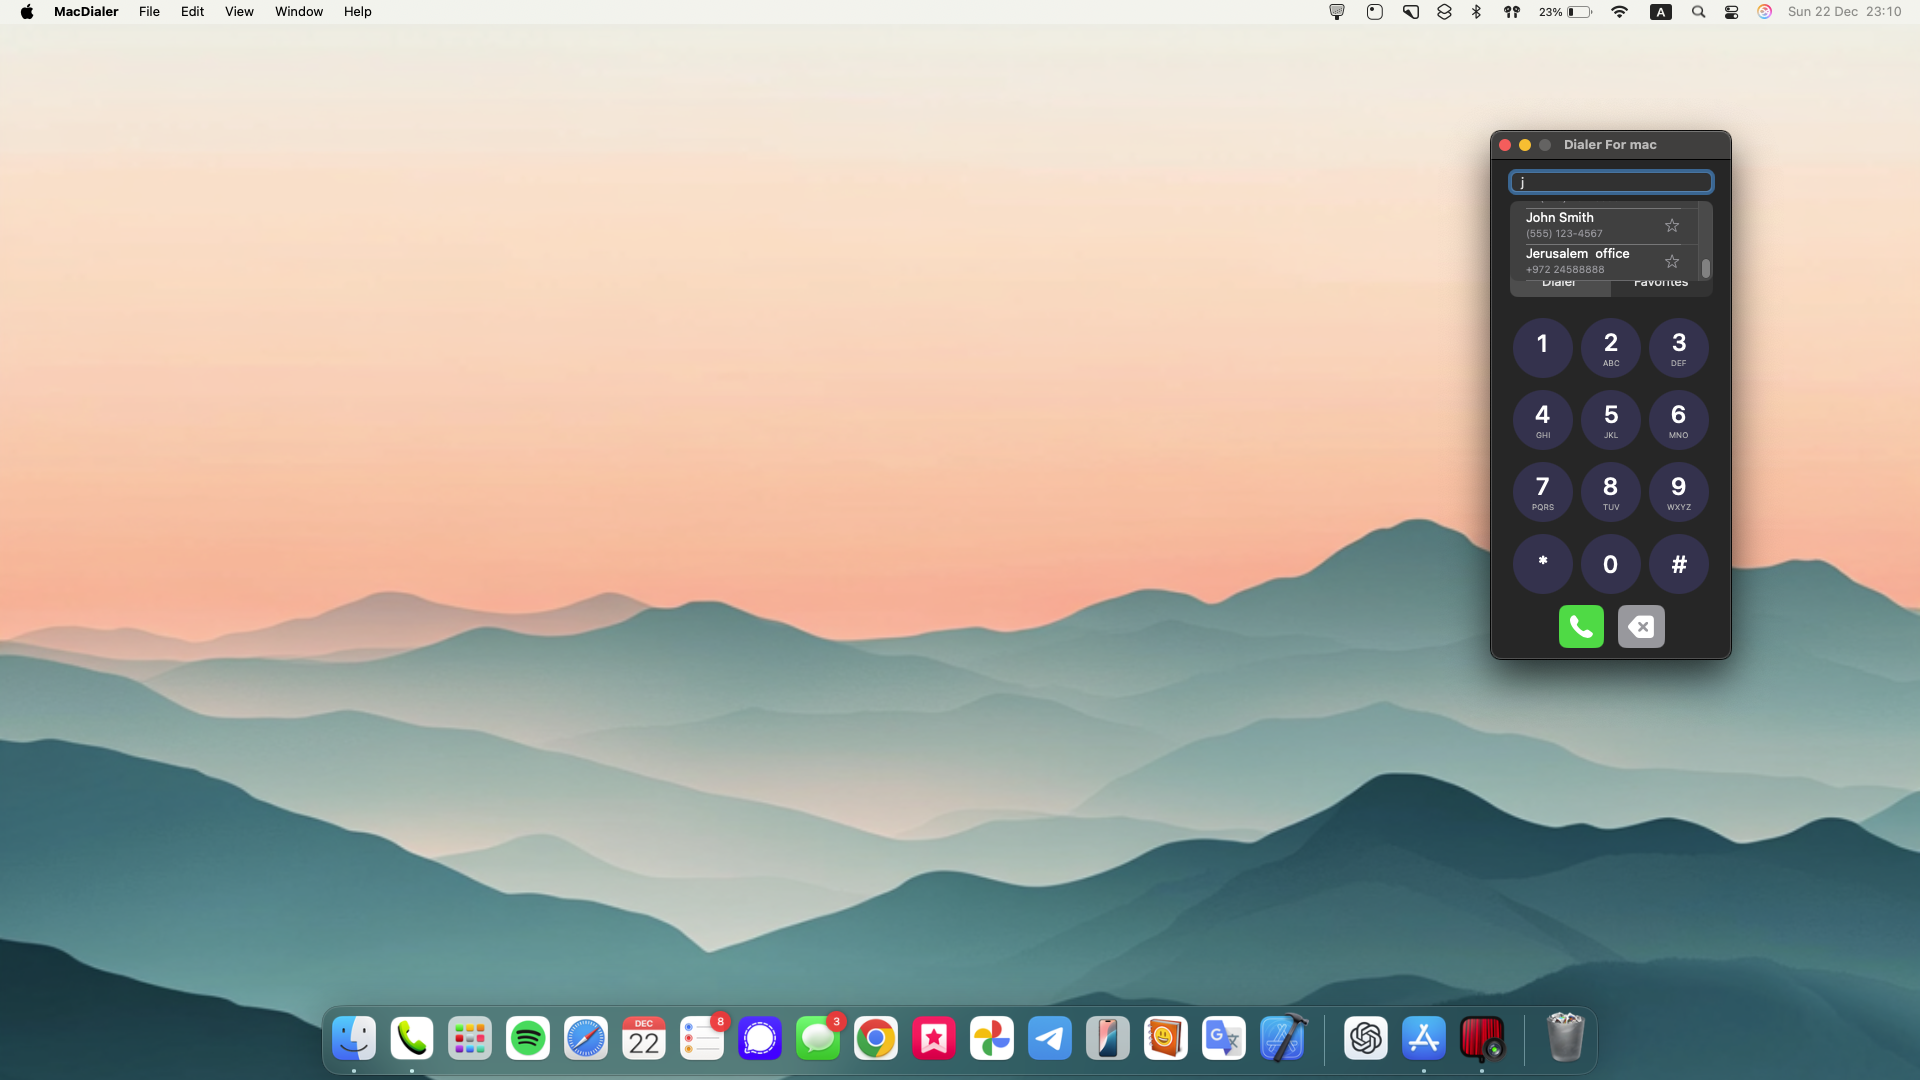 MacDialer File Edit View Window Help 23% A Sun 22 Dec 23:10
Dialer For mac
j
John Smith
(555) 123-4567
Jerusalem office
+972 24588888
Dialer Favorites
1 2 3
ABC DEF
4 5 6
GHI JKL MNO
7 8 9
PQRS TUV WXYZ
* 0 #
DEC
22
8
3
G